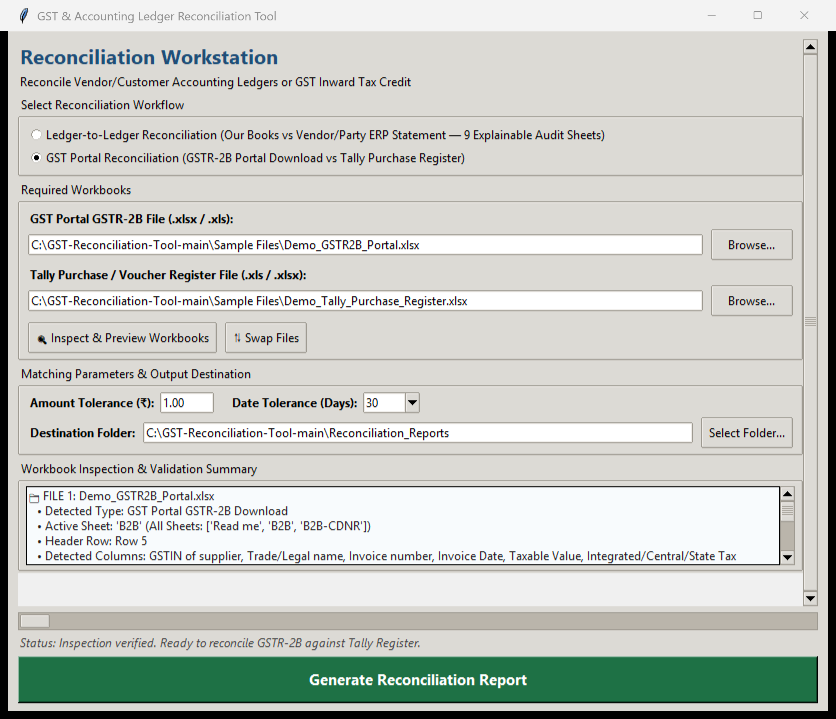 GST & Accounting Ledger Reconciliation Tool
Reconciliation Workstation
Reconcile Vendor/Customer Accounting Ledgers or GST Inward Tax Credit
Select Reconciliation Workflow
Ledger-to-Ledger Reconciliation (Our Books vs Vendor/Party ERP Statement — 9 Explainable Audit Sheets)
GST Portal Reconciliation (GSTR-2B Portal Download vs Tally Purchase Register)
Required Workbooks
GST Portal GSTR-2B File (.xlsx / .xls):
C:\GST-Reconciliation-Tool-main\Sample Files\Demo_GSTR2B_Portal.xlsx
Browse...
Tally Purchase / Voucher Register File (.xls / .xlsx):
C:\GST-Reconciliation-Tool-main\Sample Files\Demo_Tally_Purchase_Register.xlsx
Browse...
Inspect & Preview Workbooks
Swap Files
Matching Parameters & Output Destination
Amount Tolerance (₹): 1.00 Date Tolerance (Days): 30
Destination Folder: C:\GST-Reconciliation-Tool-main\Reconciliation_Reports
Select Folder...
Workbook Inspection & Validation Summary
FILE 1: Demo_GSTR2B_Portal.xlsx
• Detected Type: GST Portal GSTR-2B Download
• Active Sheet: 'B2B' (All Sheets: ['Read me', 'B2B', 'B2B-CDNR'])
• Header Row: Row 5
• Detected Columns: GSTIN of supplier, Trade/Legal name, Invoice number, Invoice Date, Taxable Value, Integrated/Central/State Tax
Status: Inspection verified. Ready to reconcile GSTR-2B against Tally Register.
Generate Reconciliation Report